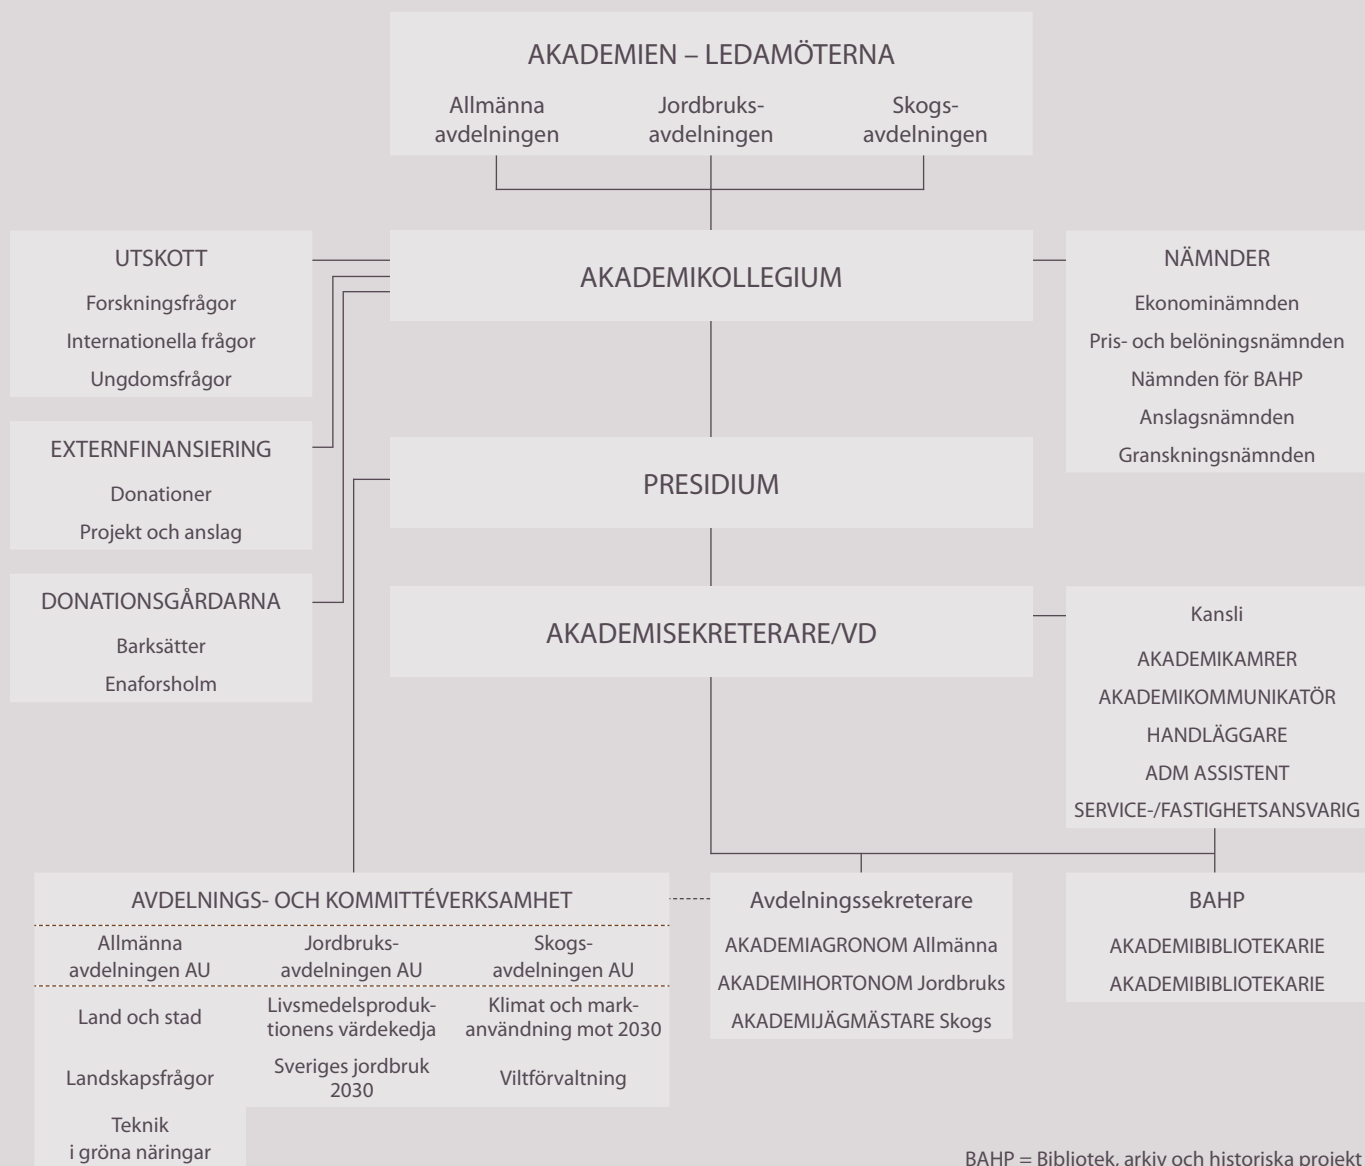 AKADEMIEN – LEDAMÖTERNA
Allmänna
avdelningen
Jordbruks-
avdelningen
Skogs-
avdelningen
UTSKOTT
Forskningsfrågor
Internationella frågor
Ungdomsfrågor
AKADEMIKOLLEGIUM
NÄMNDER
Ekonominämnden
Pris- och belöningsnämnden
Nämnden för BAHP
Anslagsnämnden
Granskningsnämnden
EXTERNFINANSIERING
Donationer
Projekt och anslag
PRESIDIUM
DONATIONSGÅRDARNA
Barksätter
Enaforsholm
AKADEMISEKRETERARE/VD
Kansli
AKADEMIKAMRER
AKADEMIKOMMUNIKATÖR
HANDLÄGGARE
ADM ASSISTENT
SERVICE-/FASTIGHETSANSVARIG
AVDELNINGS- OCH KOMMITTÉVERKSAMHET
Allmänna
avdelningen AU
Jordbruks-
avdelningen AU
Skogs-
avdelningen AU
Land och stad
Livsmedelsproduk-
tionens värdekedja
Klimat och mark-
användning mot 2030
Landskapsfrågor
Sveriges jordbruk
2030
Viltförvaltning
Teknik
i gröna näringar
Avdelningssekreterare
AKADEMIAGRONOM Allmänna
AKADEMIHORTONOM Jordbruks
AKADEMIJÄGMÄSTARE Skogs
BAHP
AKADEMIBIBLIOTEKARIE
AKADEMIBIBLIOTEKARIE
BAHP = Bibliotek, arkiv och historiska projekt